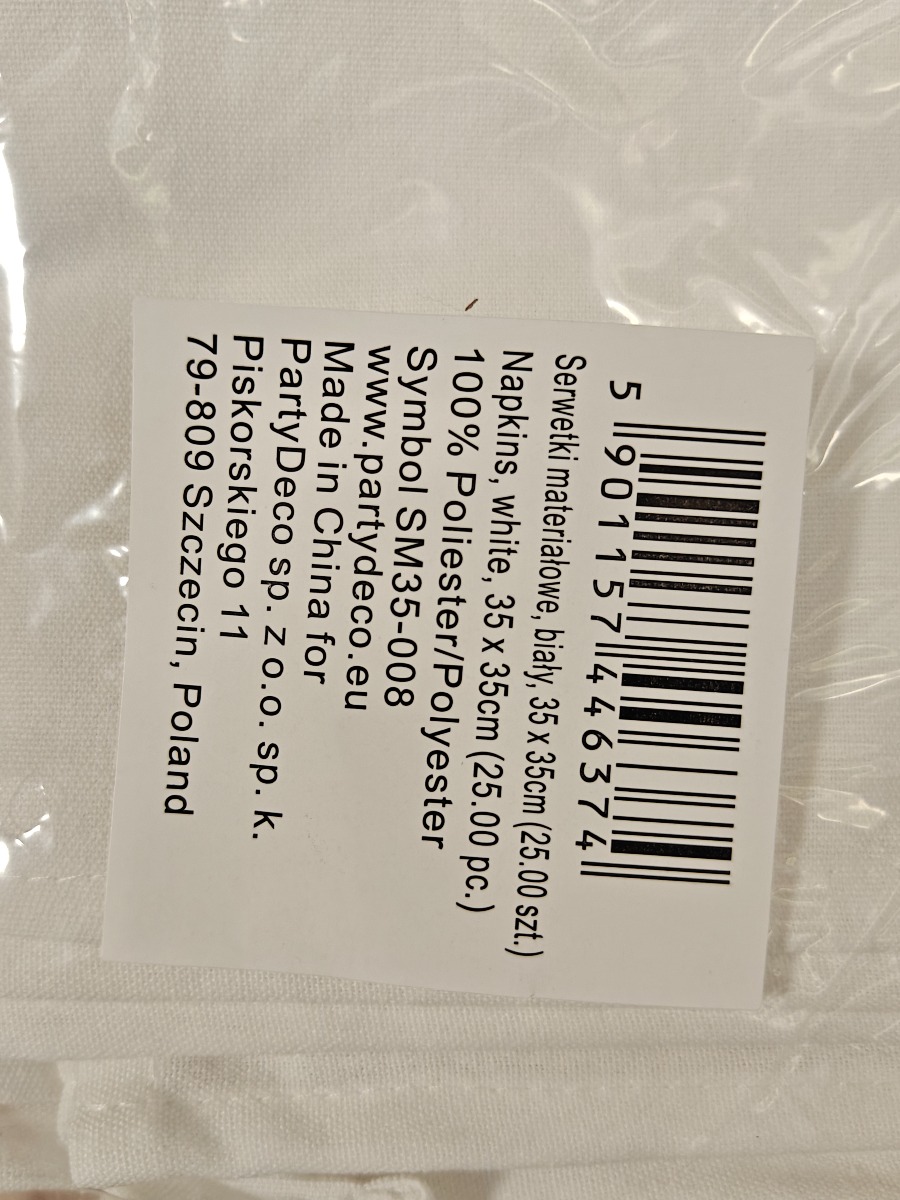 5 901157 446374
Serwetki materiałowe, biały, 35 x 35cm (25.00 szt.)
Napkins, white, 35 x 35cm (25.00 pc.)
100% Poliester/Polyester
Symbol SM35-008
www.partydeco.eu
Made in China for
PartyDeco sp. z o.o. sp. k.
Piskorskiego 11
79-809 Szczecin, Poland